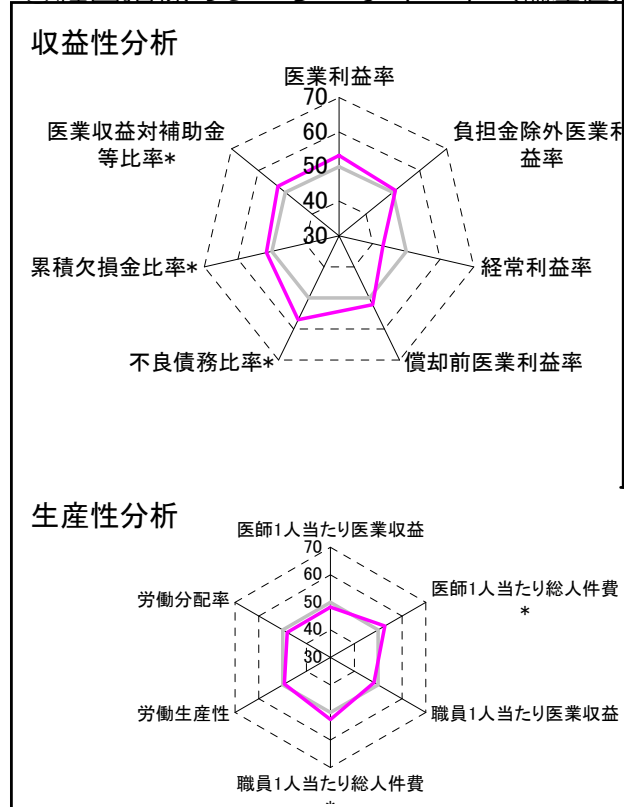 収益性分析
医業利益率
70
60
50
40
30
医業収益対補助金
等比率*
負担金除外医業利
益率
累積欠損金比率*
経常利益率
不良債務比率*
償却前医業利益率
生産性分析
医師1人当たり医業収益
70
60
50
40
30
労働分配率
医師1人当たり総人件費
*
労働生産性
職員1人当たり医業収益
職員1人当たり総人件費
*